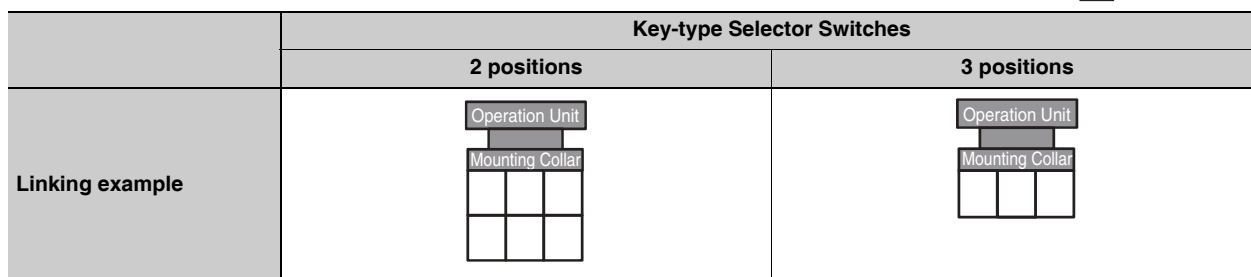 Key-type Selector Switches
2 positions
3 positions
Linking example
Operation Unit
Mounting Collar
Operation Unit
Mounting Collar